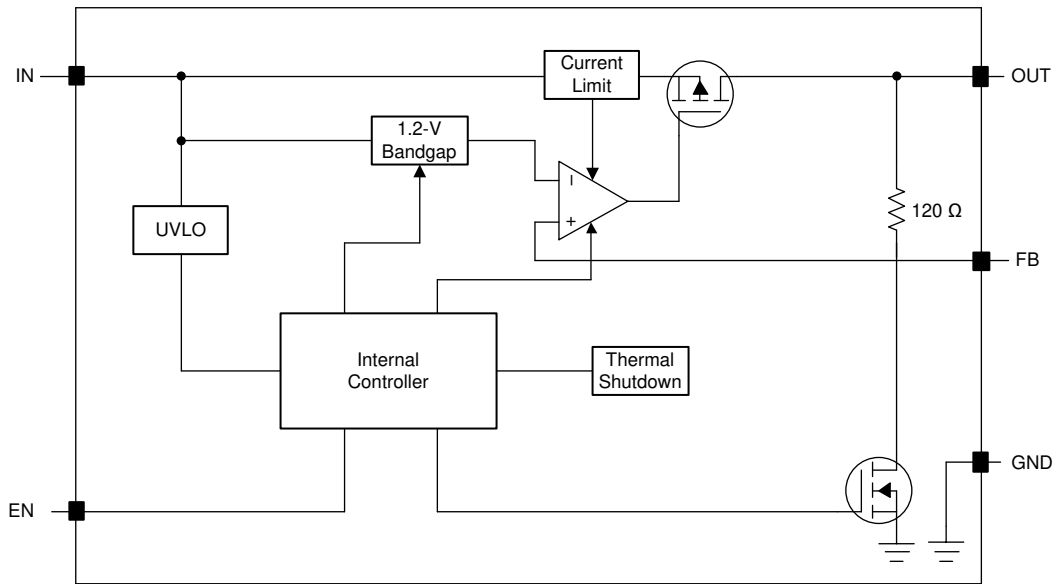 IN
Current
Limit
OUT
1.2-V
Bandgap
–
+
120 Ω
UVLO
FB
Internal
Controller
Thermal
Shutdown
GND
EN